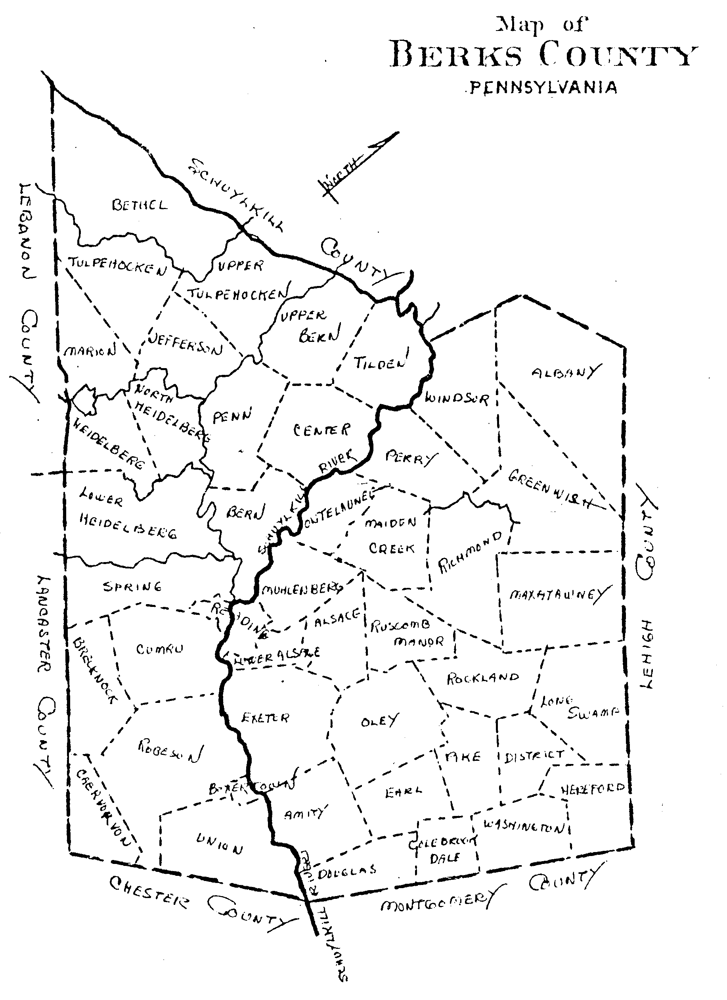 Map of
BERKS COUNTY
PENNSYLVANIA
NORTH
SCHUYLKILL
COUNTY
LEBANON COUNTY
BETHEL
TULPEHOCKEN
UPPER
TULPEHOCKEN
UPPER
BERN
JEFFERSON
MARION
TILDEN
ALBANY
NORTH
HEIDELBERG
PENN
WINDSOR
CENTER
HEIDELBERG
RIVER
PERRY
GREENWISH
LOWER
HEIDELBERG
BERN
SCHUYLKILL
ONTELAUNEE
MAIDEN
CREEK
RICHMOND
LEHIGH COUNTY
SPRING
MUHLENBERG
MAXATAWNEY
READING
ALSACE
RUSCOMB
MANOR
LANCASTER COUNTY
BRECKNOCK
CUMRU
LOWER ALSACE
ROCKLAND
LONG
SWAMP
EXETER
OLEY
ROBESON
PIKE
DISTRICT
CAERVORVON
EARL
HEREFORD
AMITY
WASHINGTON
UNION
COLEBROOK
DALE
DOUGLAS
CHESTER COUNTY
MONTGOMERY COUNTY
SCHUYLKILL RIVER